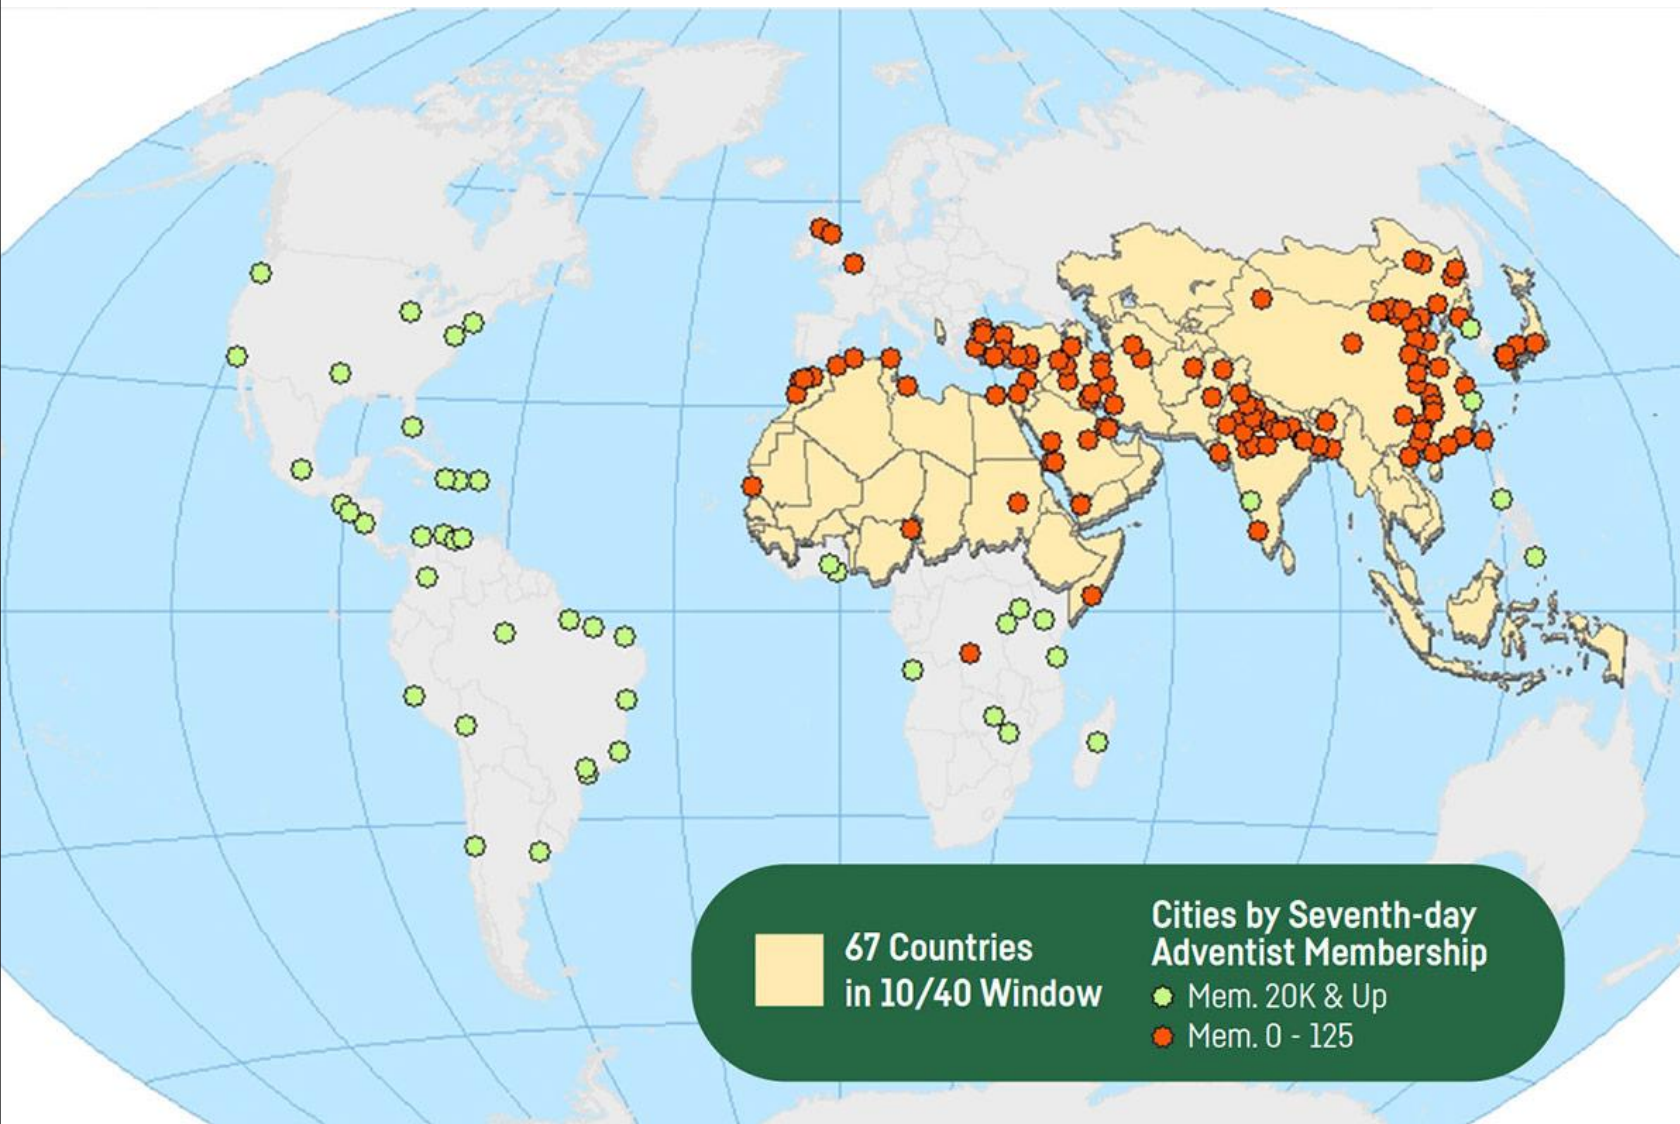 67 Countries
in 10/40 Window
Cities by Seventh-day
Adventist Membership
Mem. 20K & Up
Mem. 0 - 125